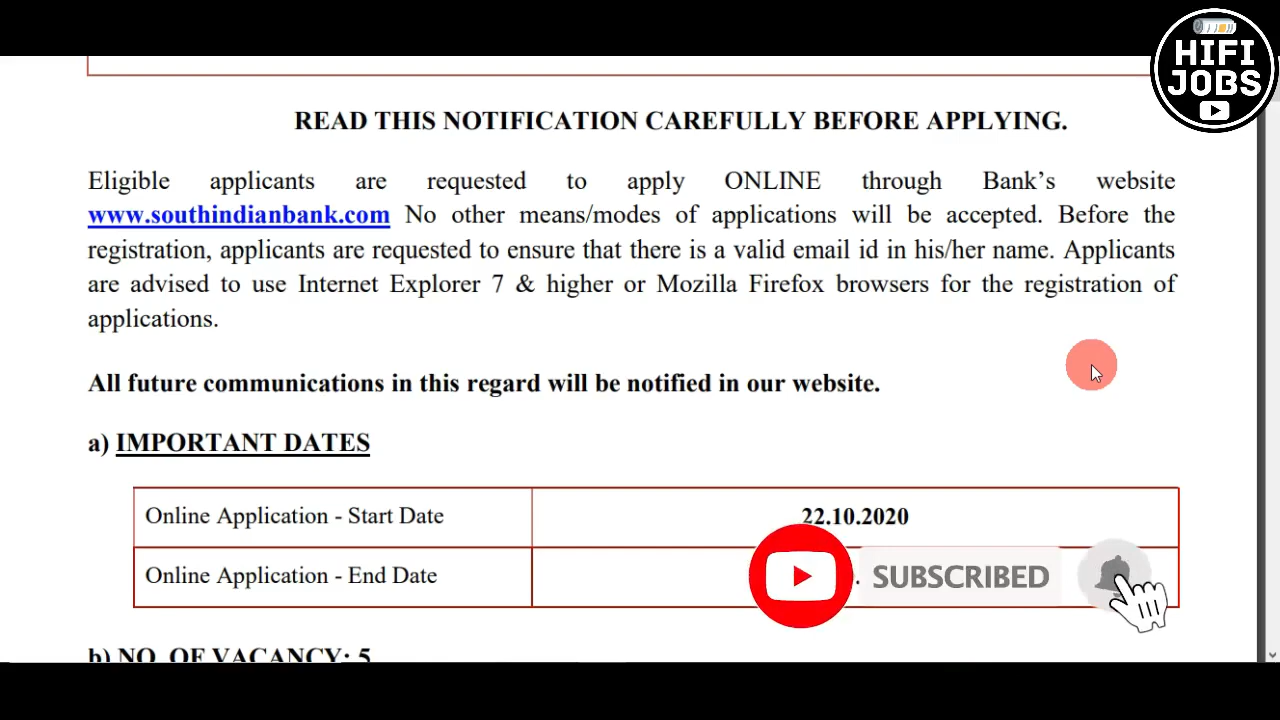 HIFI
JOBS
READ THIS NOTIFICATION CAREFULLY BEFORE APPLYING.
Eligible applicants are requested to apply ONLINE through Bank's website
www.southindianbank.com No other means/modes of applications will be accepted. Before the
registration, applicants are requested to ensure that there is a valid email id in his/her name. Applicants
are advised to use Internet Explorer 7 & higher or Mozilla Firefox browsers for the registration of
applications.
All future communications in this regard will be notified in our website.
a) IMPORTANT DATES
Online Application - Start Date 22.10.2020
Online Application - End Date
SUBSCRIBED
b) NO. OF VACANCY: 5